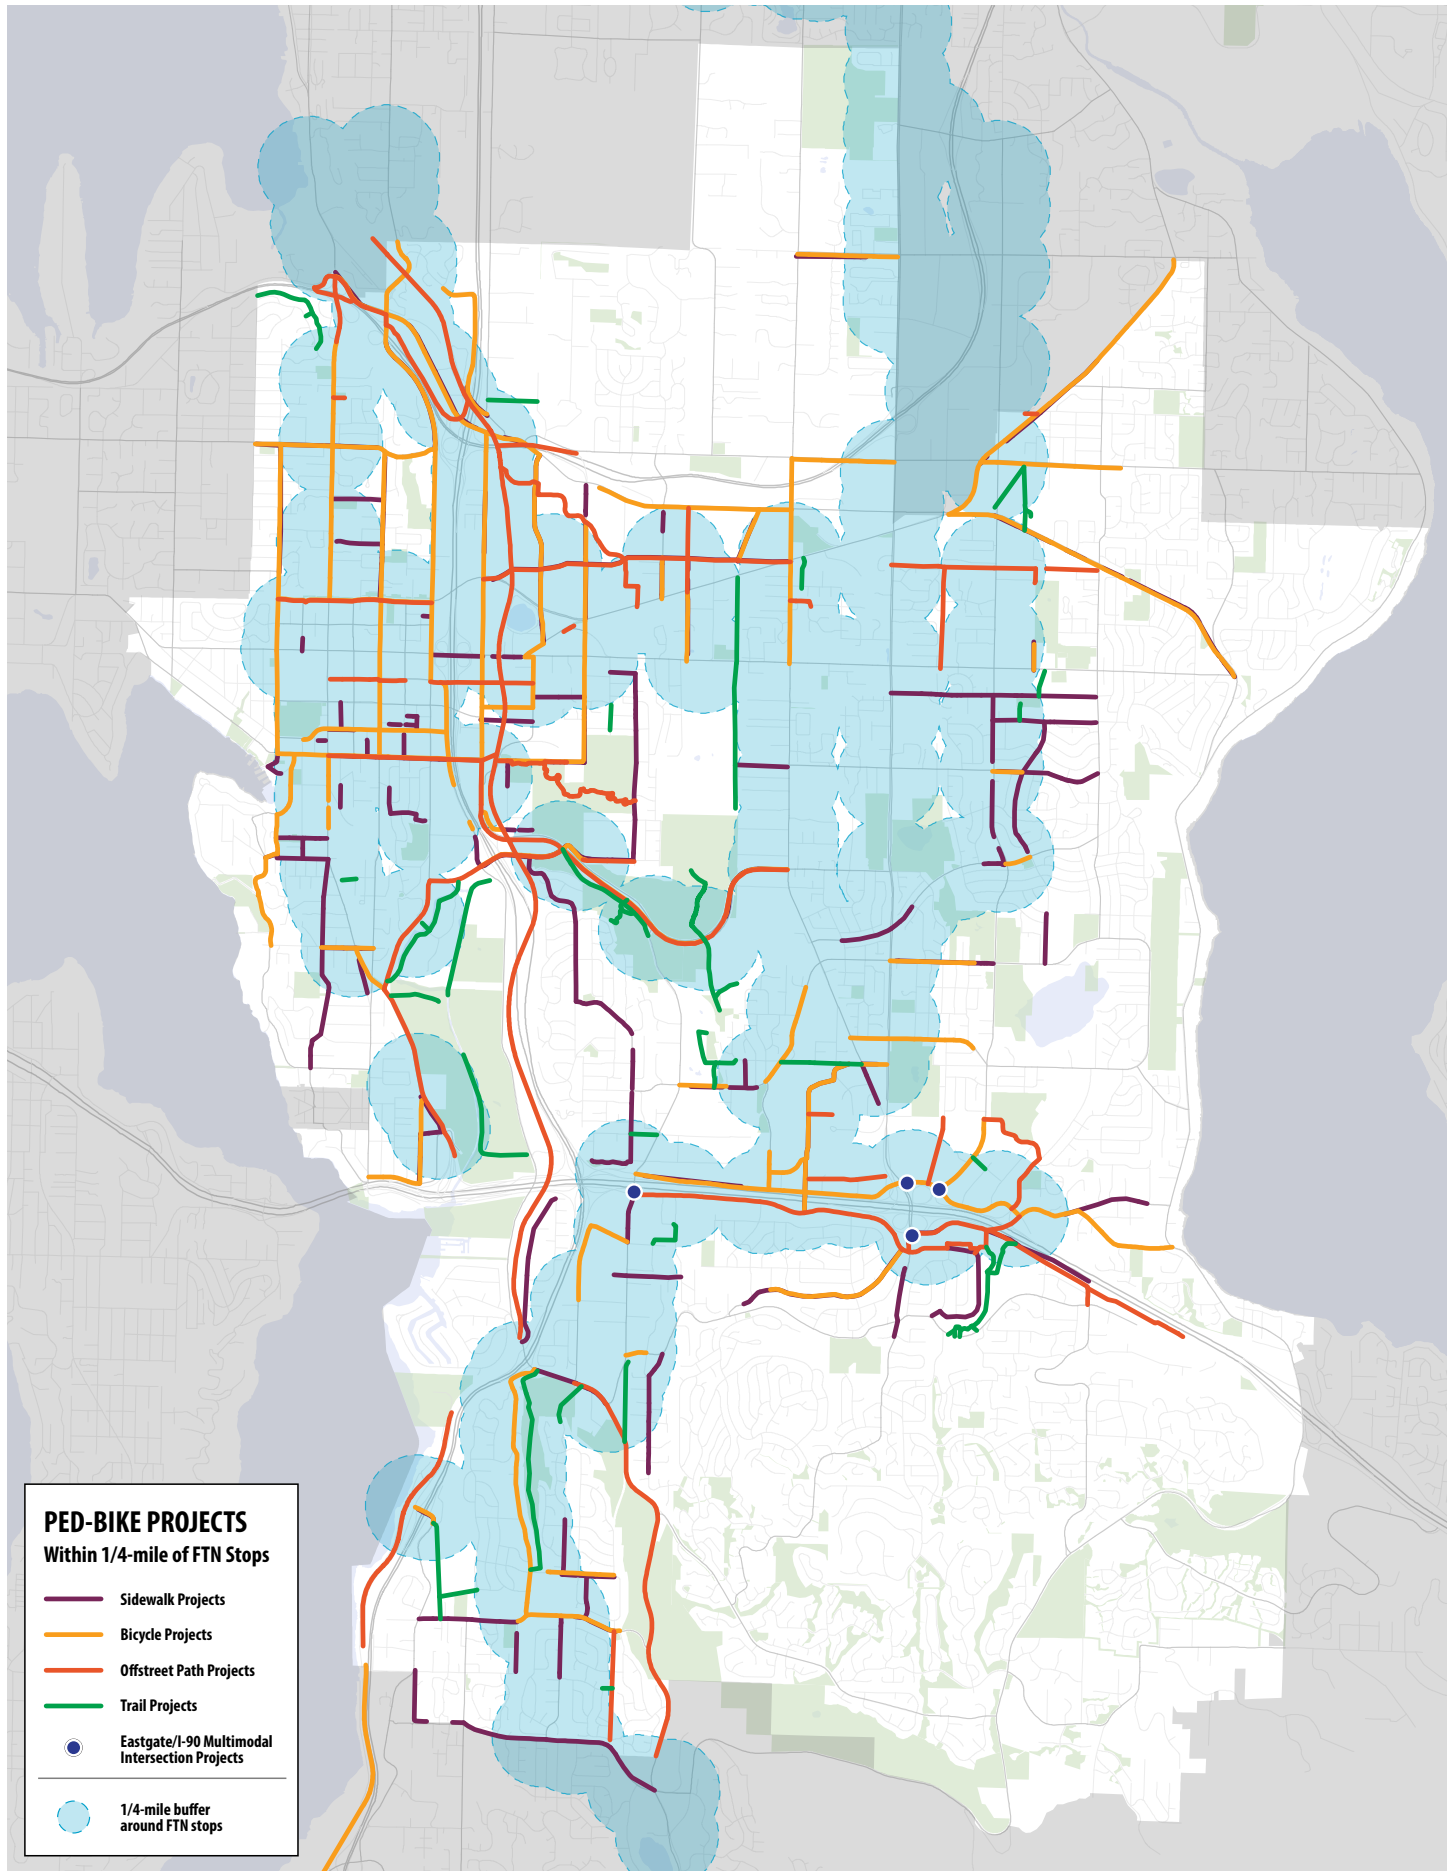 PED-BIKE PROJECTS
Within 1/4-mile of FTN Stops
Sidewalk Projects
Bicycle Projects
Offstreet Path Projects
Trail Projects
Eastgate/I-90 Multimodal
Intersection Projects
1/4-mile buffer
around FTN stops